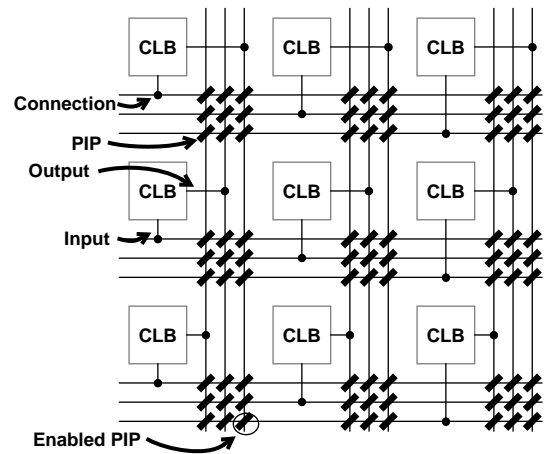 CLB CLB CLB
Connection
PIP
Output
CLB CLB CLB
Input
CLB CLB CLB
Enabled PIP